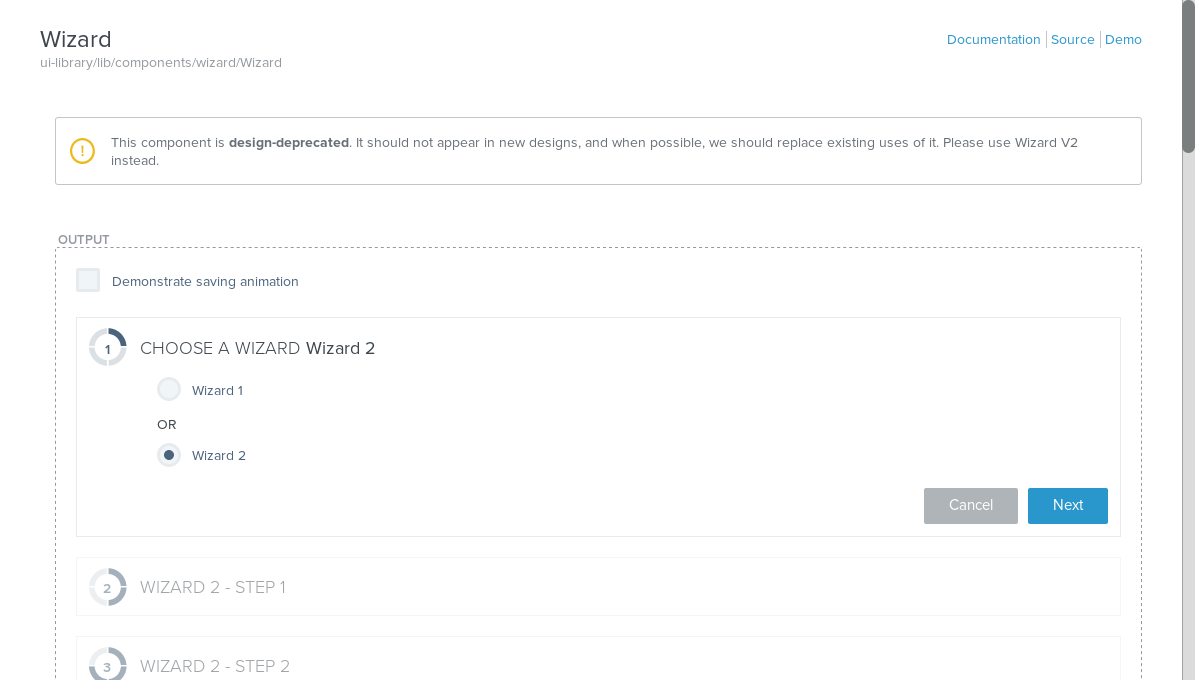 Wizard
Documentation
Source
Demo
ui-library/lib/components/wizard/Wizard
This component is design-deprecated. It should not appear in new designs, and when possible, we should replace existing uses of it. Please use Wizard V2
instead.
OUTPUT
Demonstrate saving animation
1
CHOOSE A WIZARD Wizard 2
Wizard 1
OR
Wizard 2
Cancel
Next
2
WIZARD 2 - STEP 1
3
WIZARD 2 - STEP 2